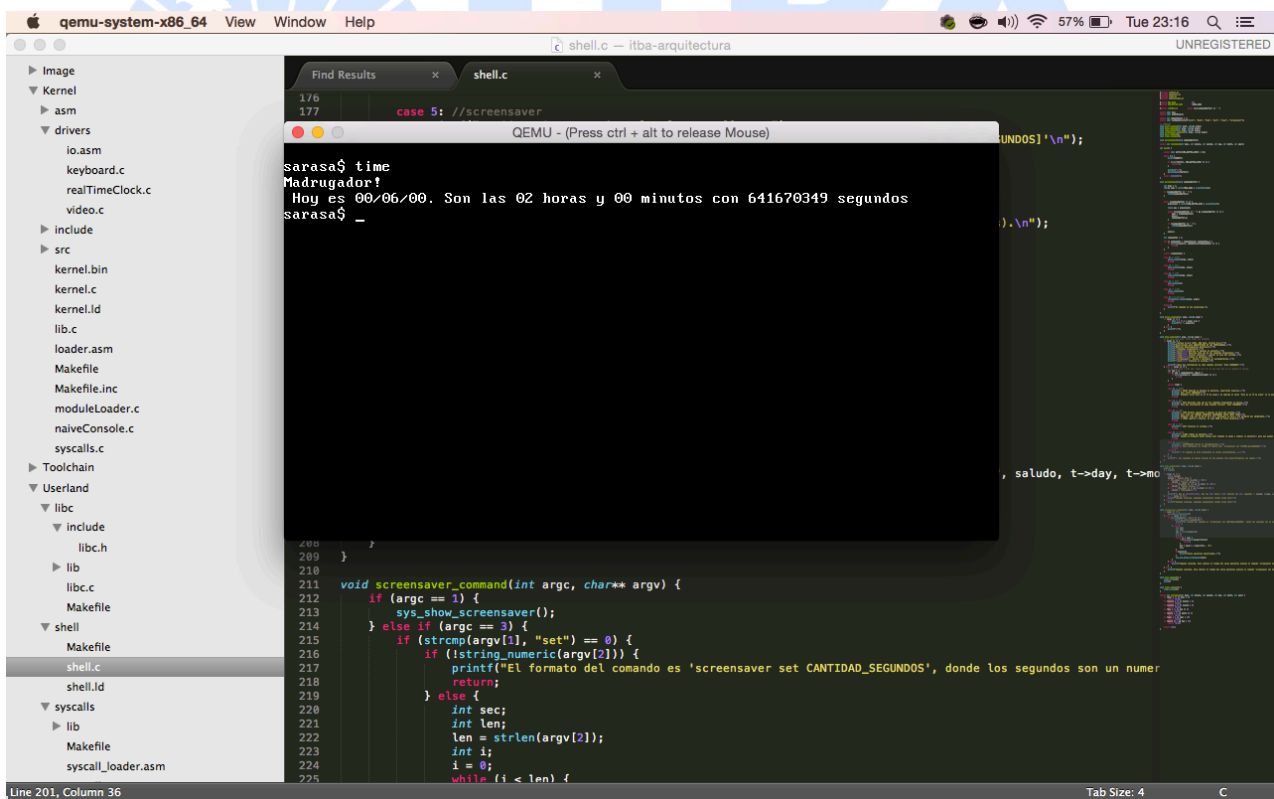 qemu-system-x86_64 View Window Help 57% Tue 23:16
shell.c — itba-arquitectura UNREGISTERED
Image
Kernel
asm
drivers
io.asm
keyboard.c
realTimeClock.c
video.c
include
src
kernel.bin
kernel.c
kernel.ld
lib.c
loader.asm
Makefile
Makefile.inc
moduleLoader.c
naiveConsole.c
syscalls.c
Toolchain
Userland
libc
include
libc.h
lib
libc.c
Makefile
shell
Makefile
shell.c
shell.ld
syscalls
lib
Makefile
syscall_loader.asm
Find Results × shell.c ×
176
177 case 5: //screensaver
UNDOS]'\n");
).\n");
, saludo, t->day, t->mo
QEMU - (Press ctrl + alt to release Mouse)
sarasa$ time
Madrugador!
Hoy es 00/06/00. Son las 02 horas y 00 minutos con 641670349 segundos
sarasa$ _
208 }
209 }
210
211 void screensaver_command(int argc, char** argv) {
212 if (argc == 1) {
213 sys_show_screensaver();
214 } else if (argc == 3) {
215 if (strcmp(argv[1], "set") == 0) {
216 if (!string_numeric(argv[2])) {
217 printf("El formato del comando es 'screensaver set CANTIDAD_SEGUNDOS', donde los segundos son un numer
218 return;
219 } else {
220 int sec;
221 int len;
222 len = strlen(argv[2]);
223 int i;
224 i = 0;
225 while (i < len) {
Line 201, Column 36 Tab Size: 4 C